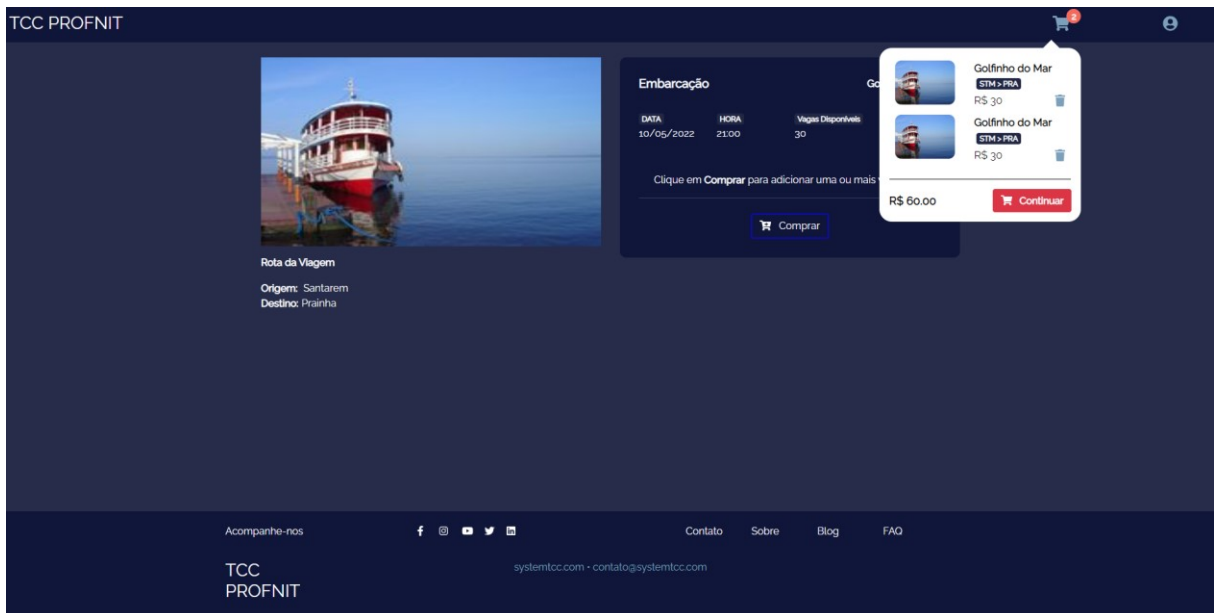 TCC PROFNIT
2
Embarcação
Go
DATA HORA Vagas Disponíveis
10/05/2022 21:00 30
Clique em Comprar para adicionar uma ou mais
Comprar
Golfinho do Mar
STM > PRA
R$ 30
Golfinho do Mar
STM > PRA
R$ 30
R$ 60.00 Continuar
Rota da Viagem
Origem: Santarem
Destino: Prainha
Acompanhe-nos Contato Sobre Blog FAQ
TCC
PROFNIT
systemtcc.com - contato@systemtcc.com